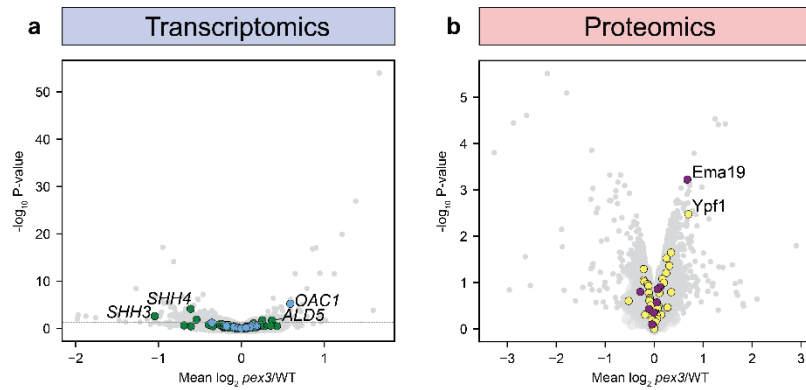 a
Transcriptomics
50
40
30
20
10
0
-log10 P-value
SHH3
SHH4
OAC1
ALD5
−2
−1
0
1
Mean log2 pex3/WT
b
Proteomics
5
4
3
2
1
0
-log10 P-value
Ema19
Ypf1
−3
−2
−1
0
1
2
3
Mean log2 pex3/WT